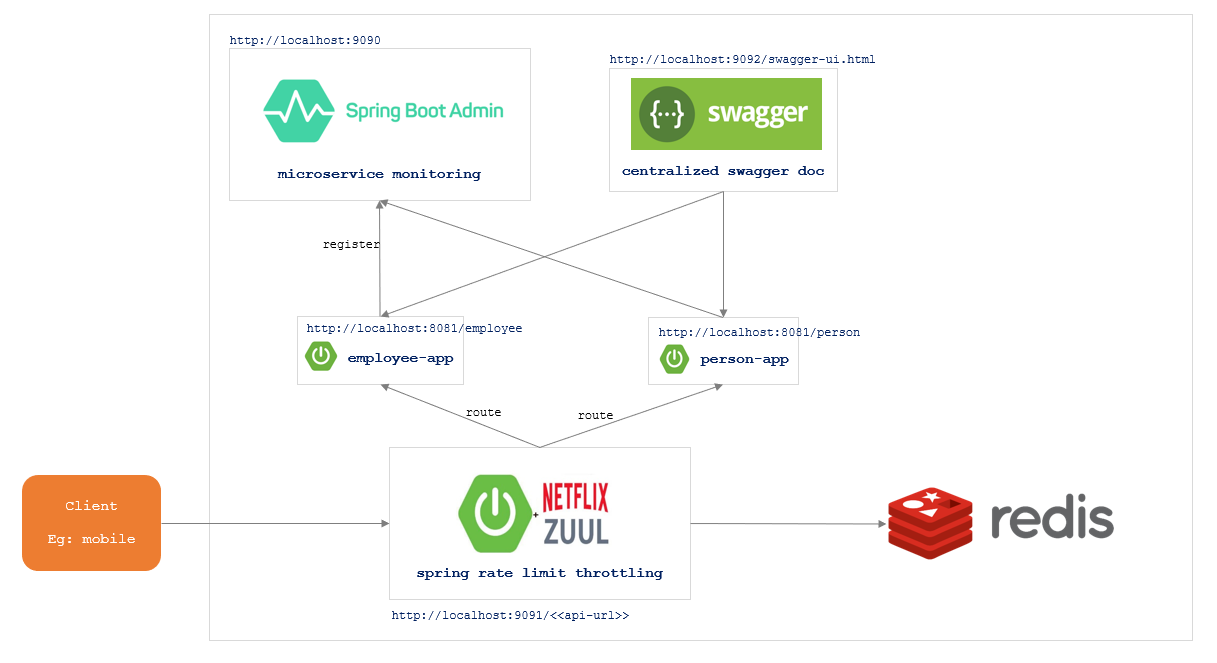 http://localhost:9090
Spring Boot Admin
microservice monitoring
http://localhost:9092/swagger-ui.html
{···} swagger
centralized swagger doc
register
http://localhost:8081/employee
employee-app
http://localhost:8081/person
person-app
route
route
Client
Eg: mobile
+ NETFLIX
ZUUL
spring rate limit throttling
http://localhost:9091/<<api-url>>
redis